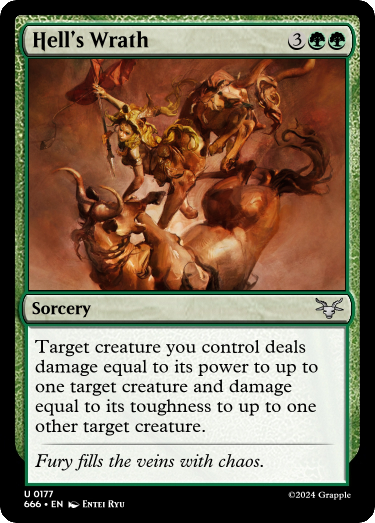 Hell's Wrath 3
Sorcery
Target creature you control deals
damage equal to its power to up to
one target creature and damage
equal to its toughness to up to one
other target creature.
Fury fills the veins with chaos.
U 0177
666 • EN Entei Ryu
©2024 Grapple